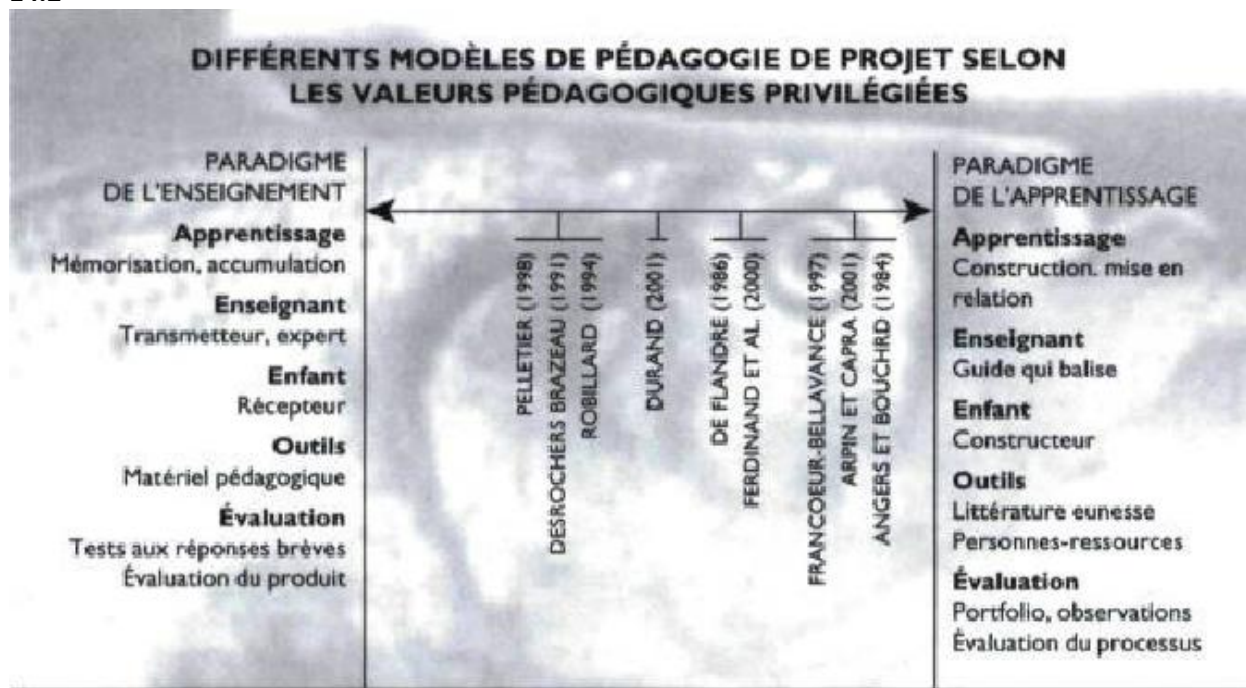 DIFFÉRENTS MODÈLES DE PÉDAGOGIE DE PROJET SELON
LES VALEURS PÉDAGOGIQUES PRIVILÉGIÉES
PARADIGME
DE L'ENSEIGNEMENT
Apprentissage
Mémorisation, accumulation
Enseignant
Transmetteur, expert
Enfant
Récepteur
Outils
Matériel pédagogique
Évaluation
Tests aux réponses brèves
Évaluation du produit
PELLETIER (1998)
DESROCHERS BRAZEAU (1991)
ROBILLARD (1994)
DURAND (2001)
DE FLANDRE (1986)
FERDINAND ET AL. (2000)
FRANCOEUR-BELLAVANCE (1997)
ARPIN ET CAPRA (2001)
ANGERS ET BOUCHRD (1984)
PARADIGME
DE L'APPRENTISSAGE
Apprentissage
Construction. mise en
relation
Enseignant
Guide qui balise
Enfant
Constructeur
Outils
Littérature eunesse
Personnes-ressources
Évaluation
Portfolio, observations
Évaluation du processus